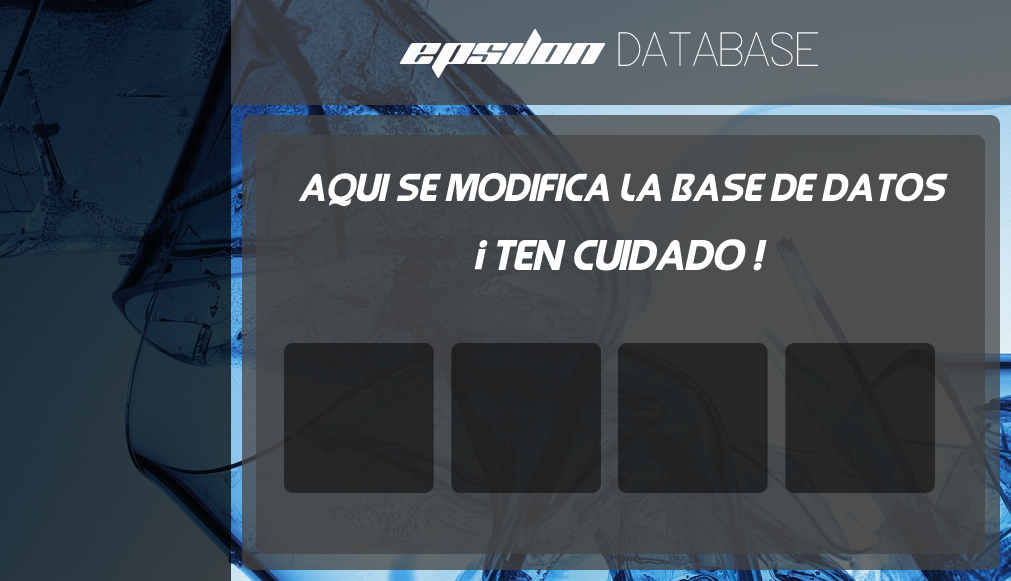 epsilon DATABASE
AQUI SE MODIFICA LA BASE DE DATOS
¡ TEN CUIDADO !